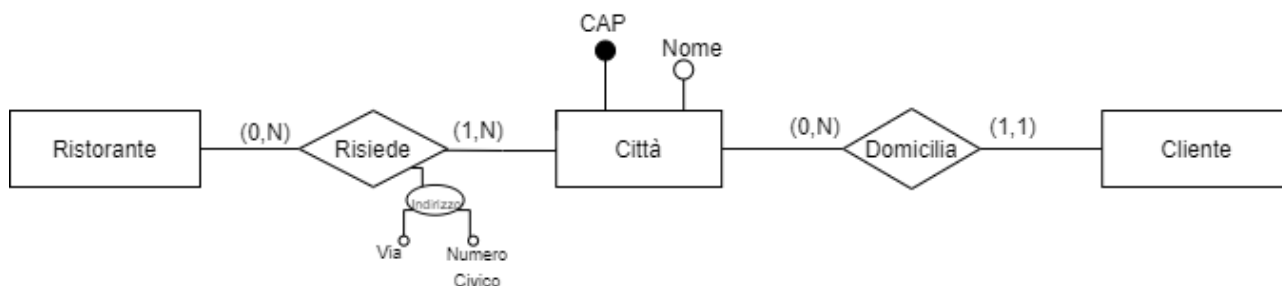 CAP
Nome
Ristorante
(0,N)
Risiede
(1,N)
Città
(0,N)
Domicilia
(1,1)
Cliente
Indirizzo
Via
Numero
Civico